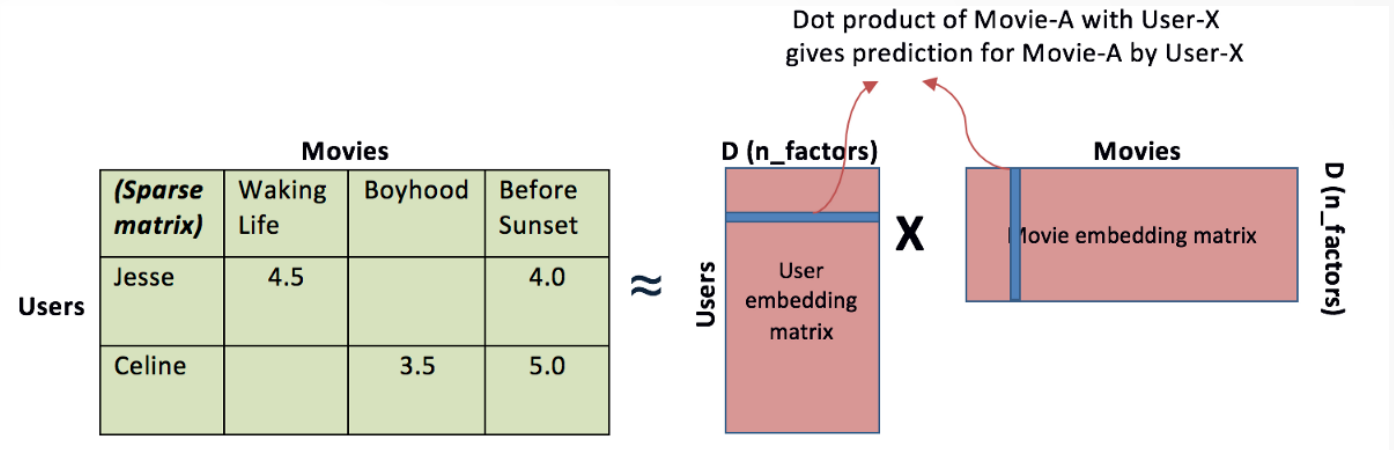 Dot product of Movie-A with User-X
gives prediction for Movie-A by User-X
Movies
(Sparse matrix)
Waking Life
Boyhood
Before Sunset
Users
Jesse
4.5
4.0
Celine
3.5
5.0
≈
D (n_factors)
Users
User
embedding
matrix
X
Movies
Movie embedding matrix
D (n_factors)